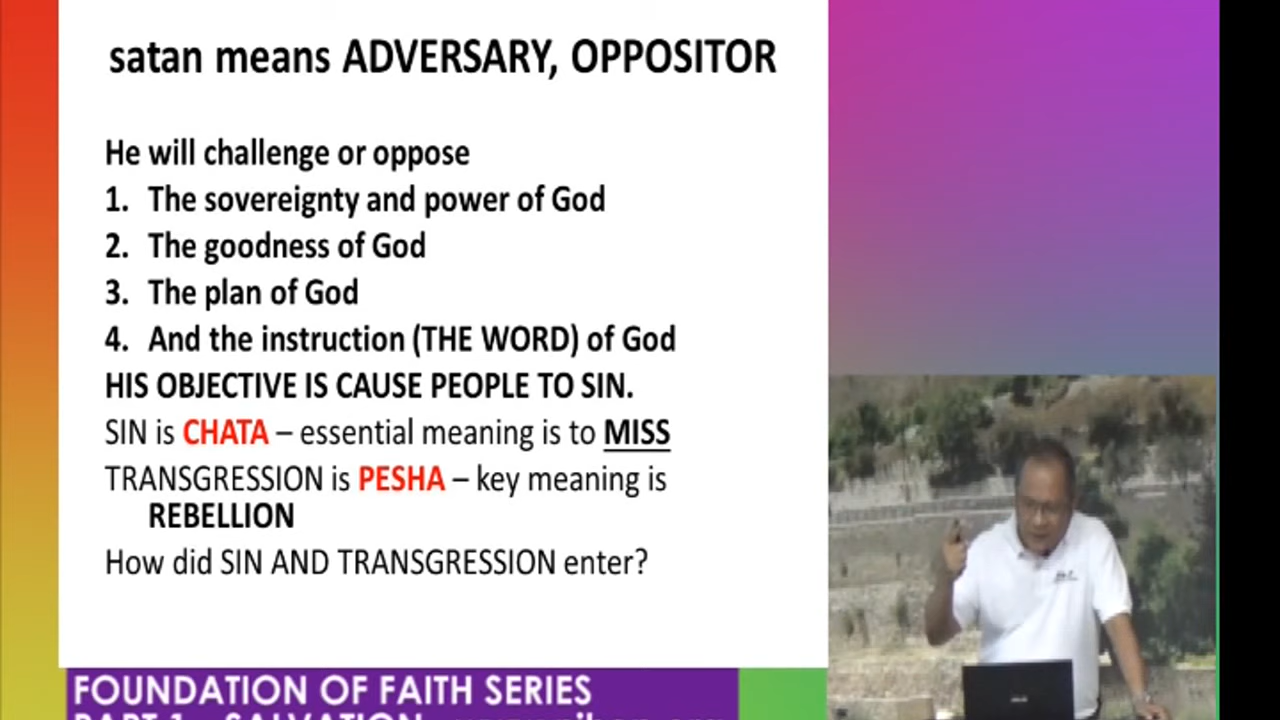 satan means ADVERSARY, OPPOSITOR
He will challenge or oppose
1. The sovereignty and power of God
2. The goodness of God
3. The plan of God
4. And the instruction (THE WORD) of God
HIS OBJECTIVE IS CAUSE PEOPLE TO SIN.
SIN is CHATA – essential meaning is to MISS
TRANSGRESSION is PESHA – key meaning is
REBELLION
How did SIN AND TRANSGRESSION enter?
FOUNDATION OF FAITH SERIES
PART 1 – SALVATION